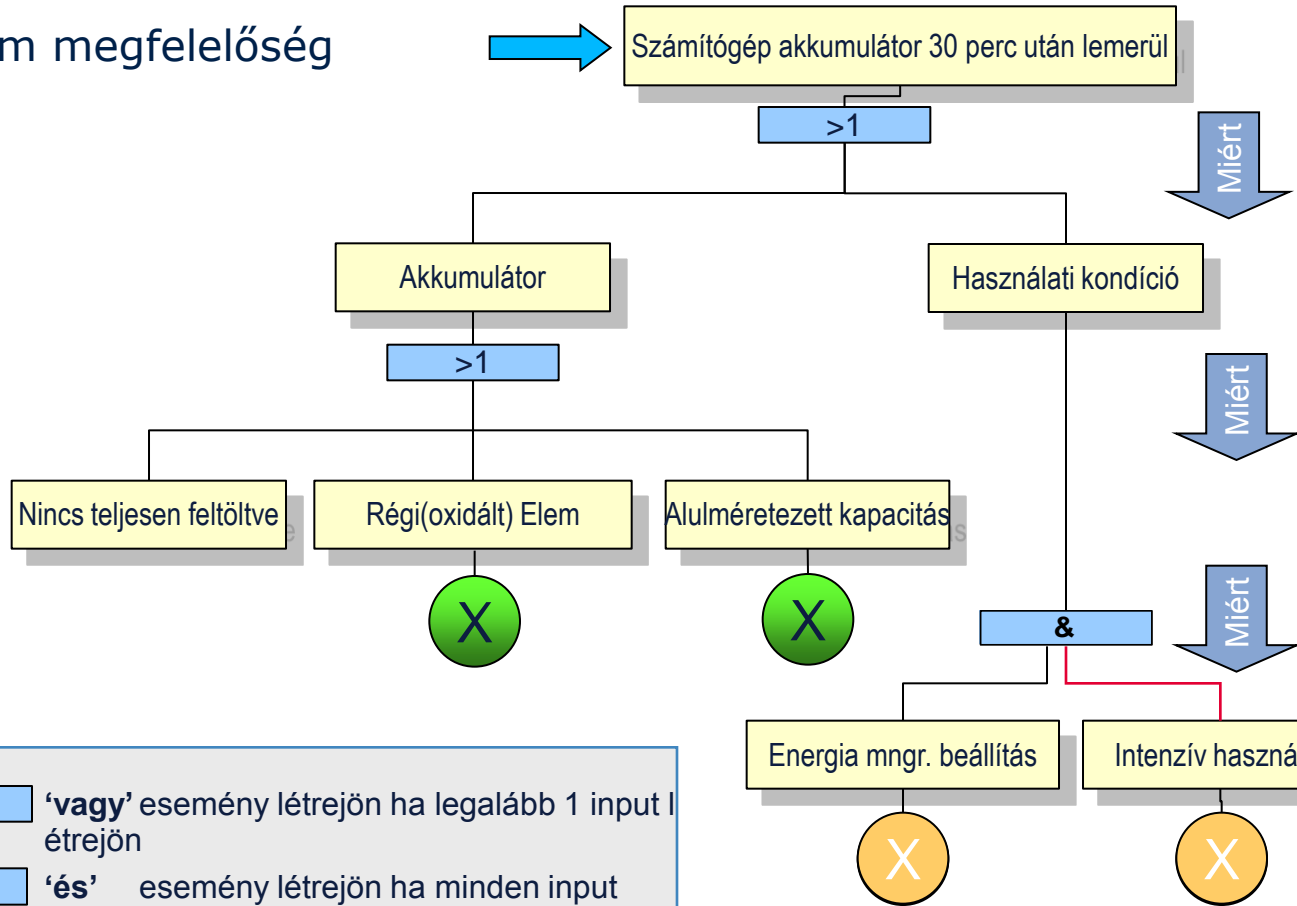 m megfelelőség
Számítógép akkumulátor 30 perc után lemerül
>1
Miért
Akkumulátor
Használati kondíció
>1
Miért
Nincs teljesen feltöltve
Régi(oxidált) Elem
Alulméretezett kapacitás
X
X
&
Miért
Energia mngr. beállítás
Intenzív haszná
X
X
‘vagy’ esemény létrejön ha legalább 1 input l
étrejön
‘és’ esemény létrejön ha minden input